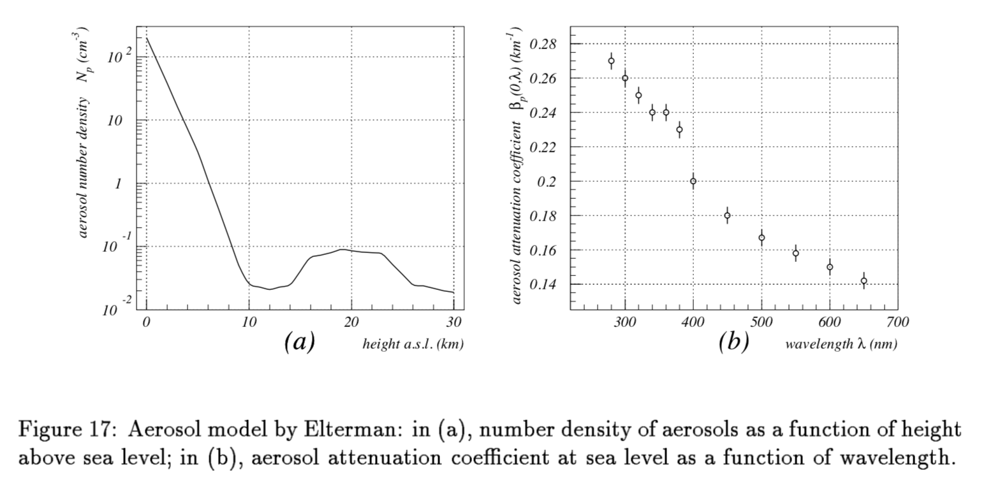 aerosol number density N_p (cm^-3)
10^2
10
1
10^-1
10^-2
0 10 20 30
(a) height a.s.l. (km)
aerosol attenuation coefficient β_p(0,λ) (km^-1)
0.28
0.26
0.24
0.22
0.2
0.18
0.16
0.14
300 400 500 600 700
(b) wavelength λ (nm)
Figure 17: Aerosol model by Elterman: in (a), number density of aerosols as a function of height
above sea level; in (b), aerosol attenuation coefficient at sea level as a function of wavelength.